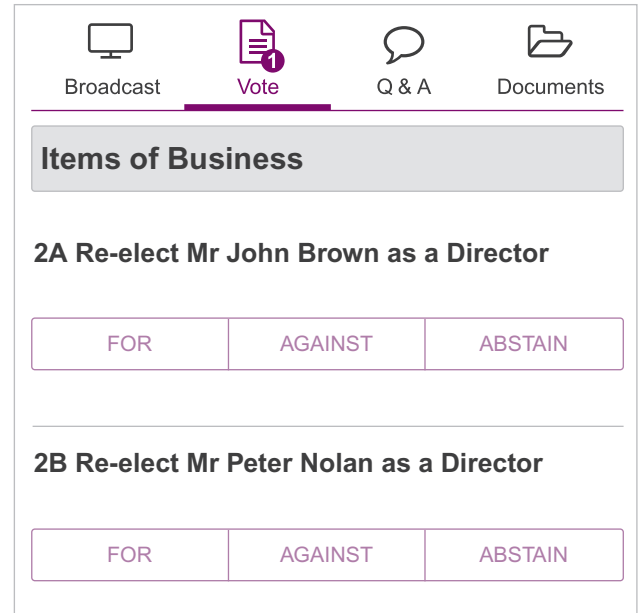 1
Broadcast Vote Q & A Documents
Items of Business
2A Re-elect Mr John Brown as a Director
FOR AGAINST ABSTAIN
2B Re-elect Mr Peter Nolan as a Director
FOR AGAINST ABSTAIN